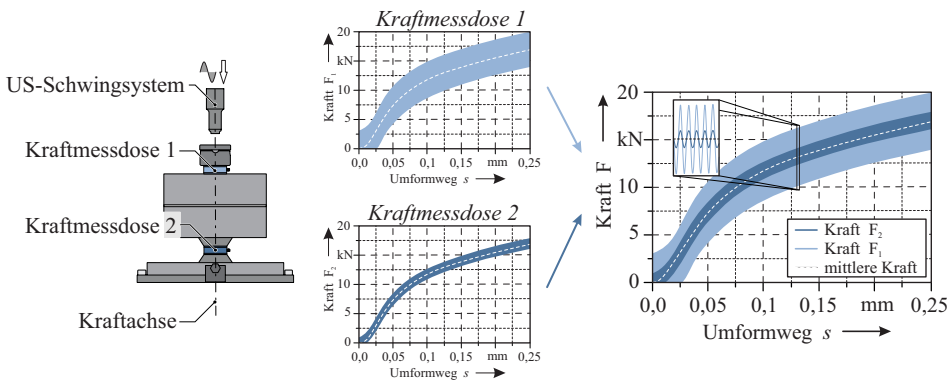 US-Schwingsystem
Kraftmessdose 1
Kraftmessdose 2
Kraftachse
Kraftmessdose 1
20
kN
10
5
0
Kraft F₁
0,0 0,05 0,1 0,15 mm 0,25
Umformweg s
Kraftmessdose 2
20
kN
10
5
0
Kraft F₂
0,0 0,05 0,1 0,15 mm 0,25
Umformweg s
20
kN
10
5
0
Kraft F
0,0 0,05 0,1 0,15 mm 0,25
Umformweg s
Kraft F₂
Kraft F₁
mittlere Kraft